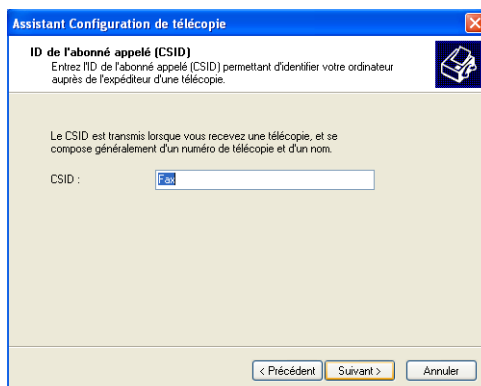 Assistant Configuration de télécopie
ID de l'abonné appelé (CSID)
Entrez l'ID de l'abonné appelé (CSID) permettant d'identifier votre ordinateur
auprès de l'expéditeur d'une télécopie.
Le CSID est transmis lorsque vous recevez une télécopie, et se
compose généralement d'un numéro de télécopie et d'un nom.
CSID :
Fax
< Précédent
Suivant >
Annuler